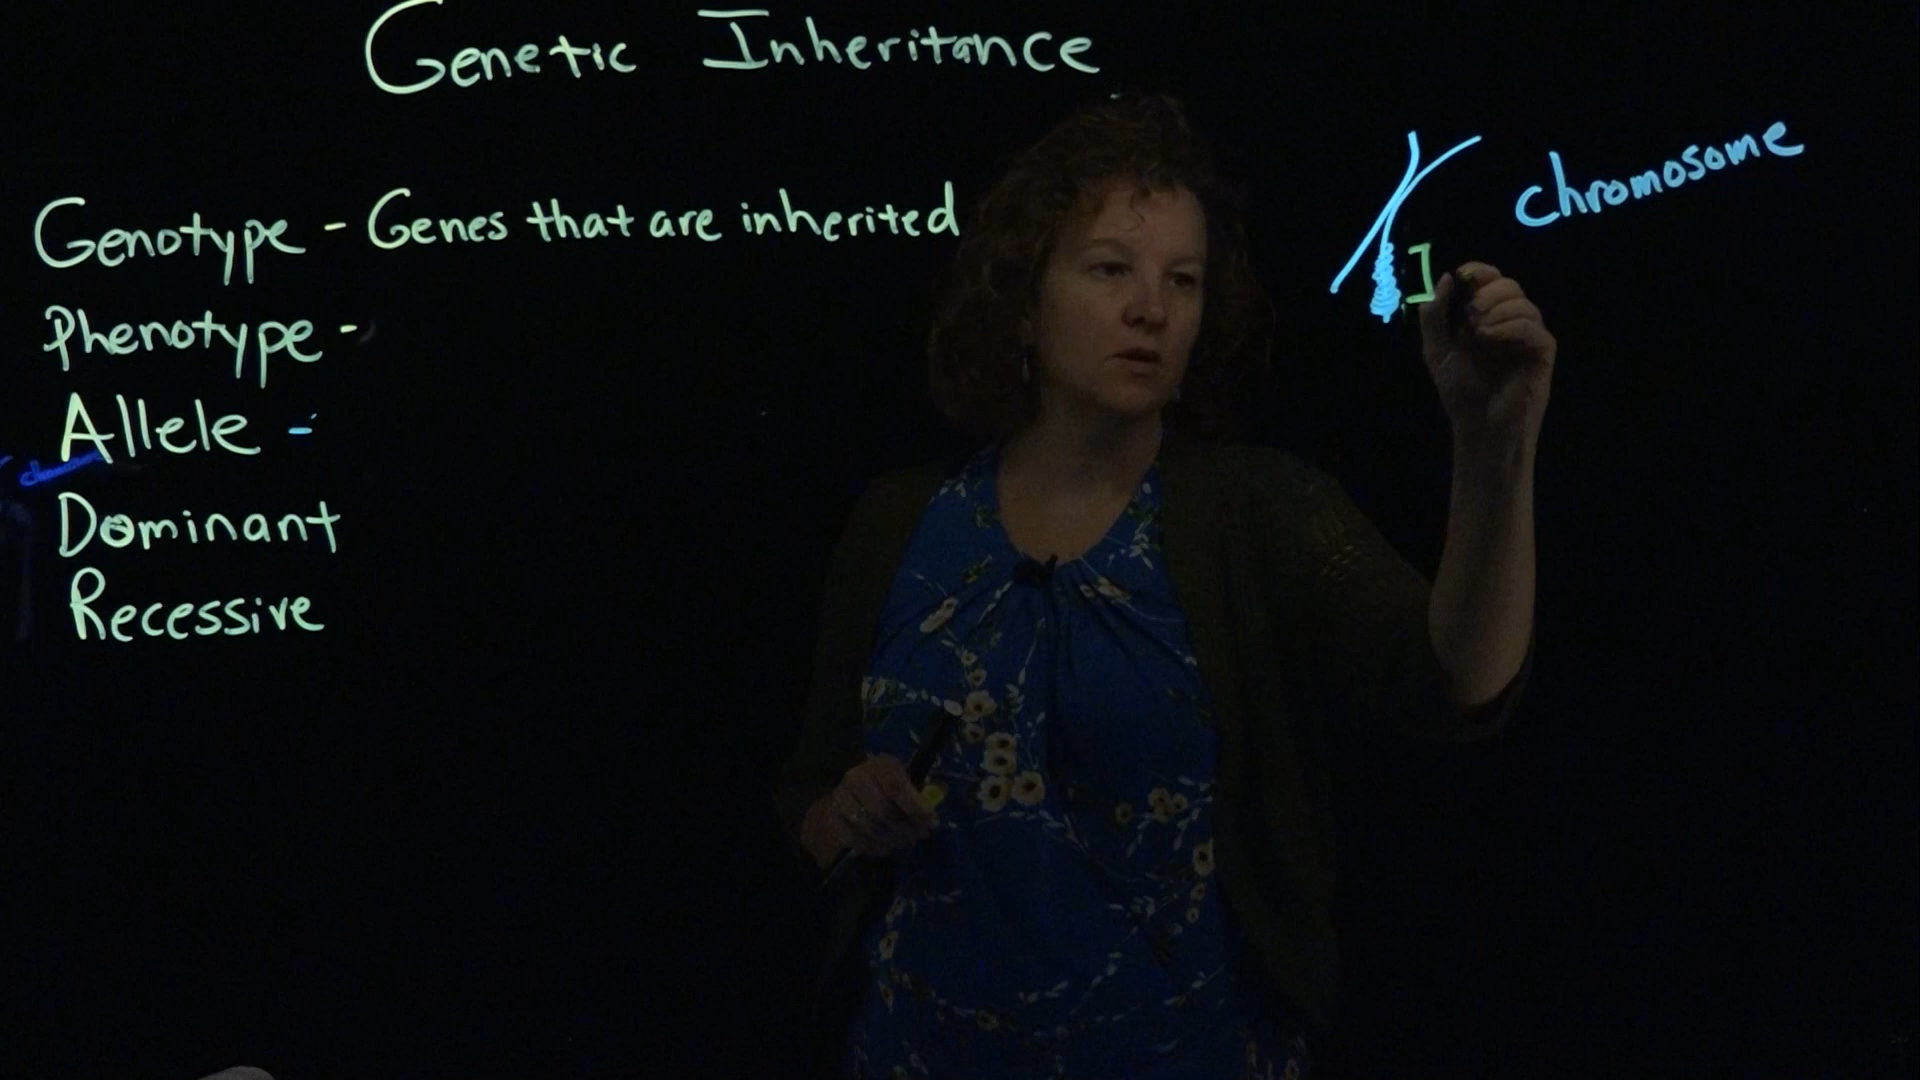 Genetic Inheritance
chromosome
Genotype - Genes that are inherited
Phenotype -
Allele -
Dominant
Recessive